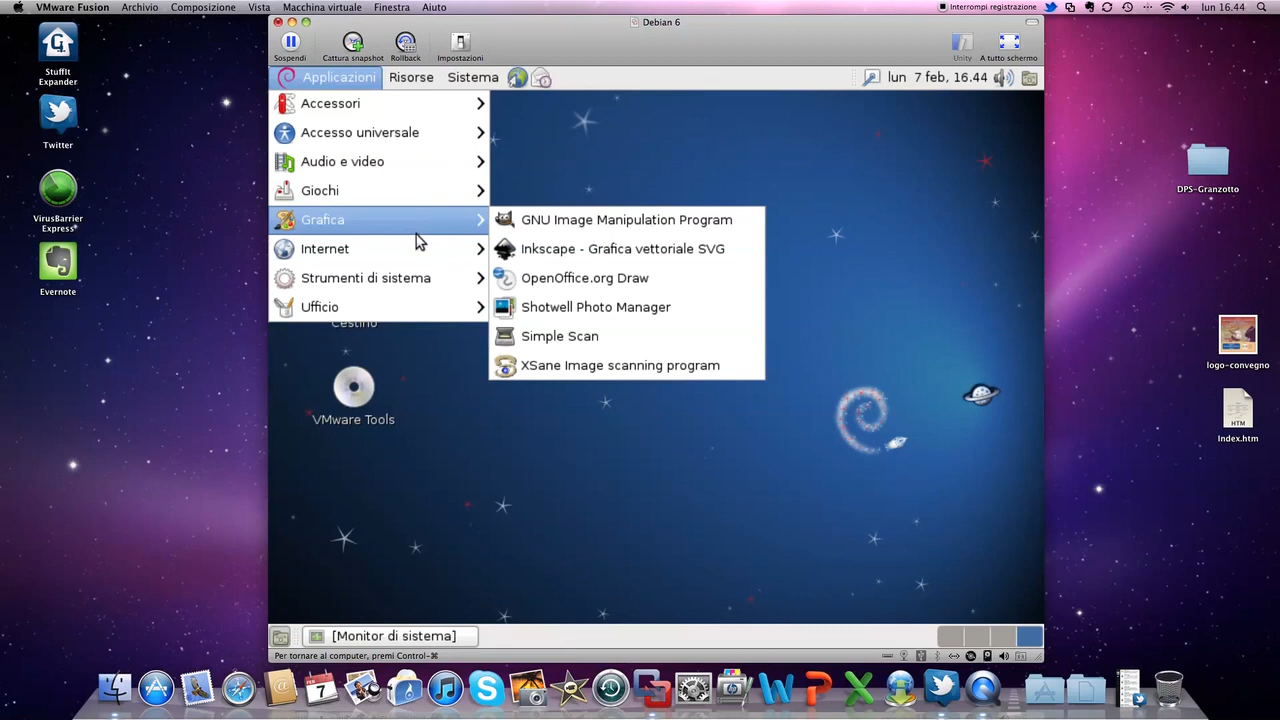 VMware Fusion Archivio Composizione Vista Macchina virtuale Finestra Aiuto Interrompi registrazione lun 16.44
Debian 6
Sospendi Cattura snapshot Rollback Impostazioni Unity A tutto schermo
Applicazioni Risorse Sistema lun 7 feb, 16.44
Accessori
Accesso universale
Audio e video
Giochi
Grafica
Internet
Strumenti di sistema
Ufficio
GNU Image Manipulation Program
Inkscape - Grafica vettoriale SVG
OpenOffice.org Draw
Shotwell Photo Manager
Simple Scan
XSane Image scanning program
Cestino
VMware Tools
StuffIt
Expander
Twitter
VirusBarrier
Express
Evernote
DPS-Granzotto
logo-convegno
HTM
Index.htm
[Monitor di sistema]
Per tornare al computer, premi Control-⌘
7